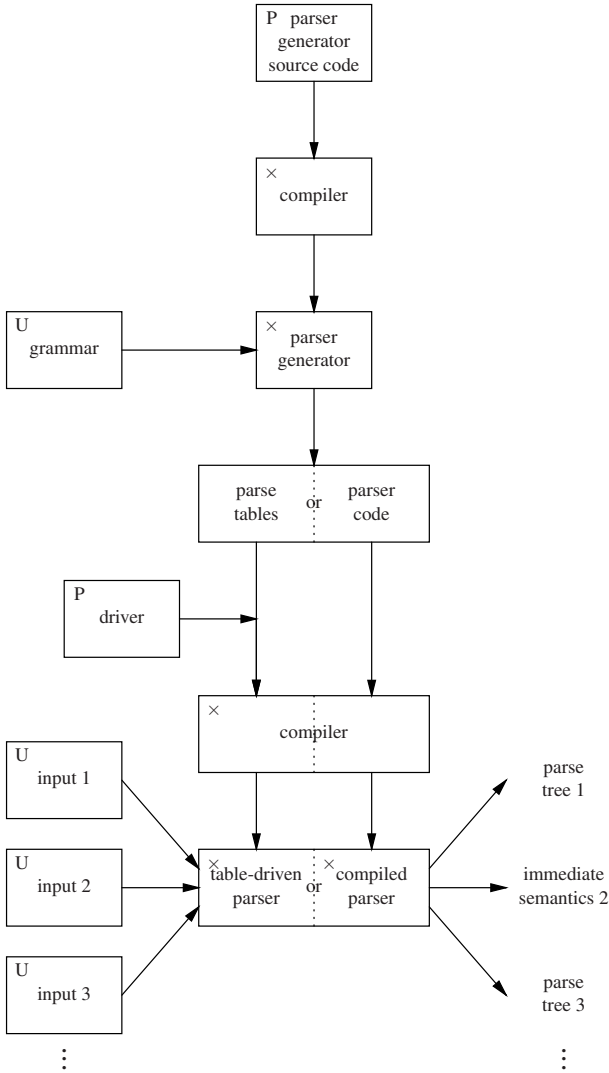 P parser
generator
source code
×
compiler
U
grammar
×
parser
generator
parse
tables
or
parser
code
P
driver
×
compiler
U
input 1
U
input 2
U
input 3
×
table-driven
parser
or
×
compiled
parser
parse
tree 1
immediate
semantics 2
parse
tree 3
⋮
⋮